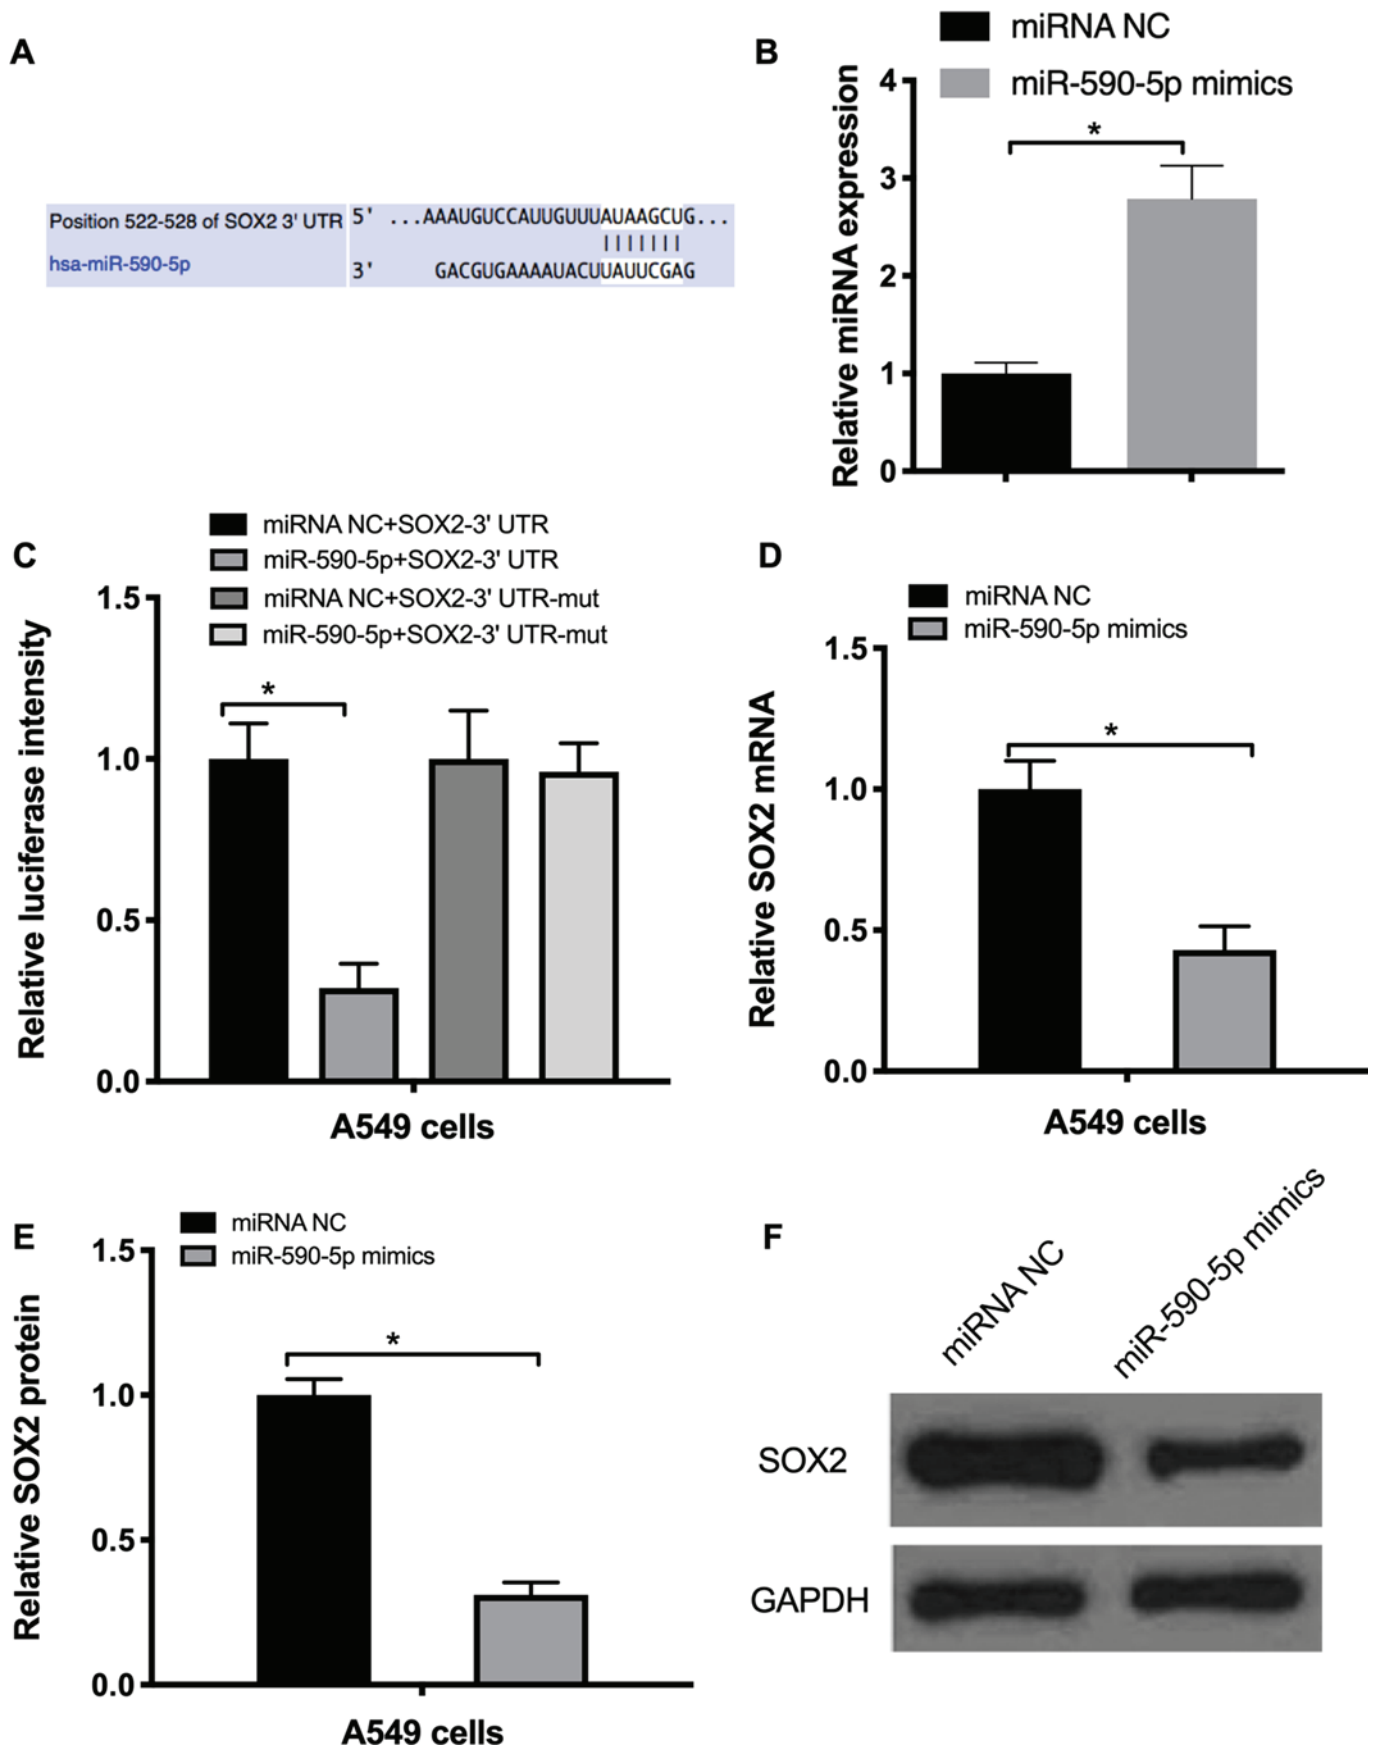 A
Position 522-528 of SOX2 3' UTR 5' ...AAAUGUCCAUUGUUUAUAAGCUG...
hsa-miR-590-5p 3' GACGUGAAAAUACUUAUUCGAG
B
miRNA NC
miR-590-5p mimics
Relative miRNA expression
4
3
2
1
0
*
C
miRNA NC+SOX2-3' UTR
miR-590-5p+SOX2-3' UTR
miRNA NC+SOX2-3' UTR-mut
miR-590-5p+SOX2-3' UTR-mut
Relative luciferase intensity
1.5
1.0
0.5
0.0
*
A549 cells
D
miRNA NC
miR-590-5p mimics
Relative SOX2 mRNA
1.5
1.0
0.5
0.0
*
A549 cells
E
miRNA NC
miR-590-5p mimics
Relative SOX2 protein
1.5
1.0
0.5
0.0
*
A549 cells
F
miRNA NC
miR-590-5p mimics
SOX2
GAPDH